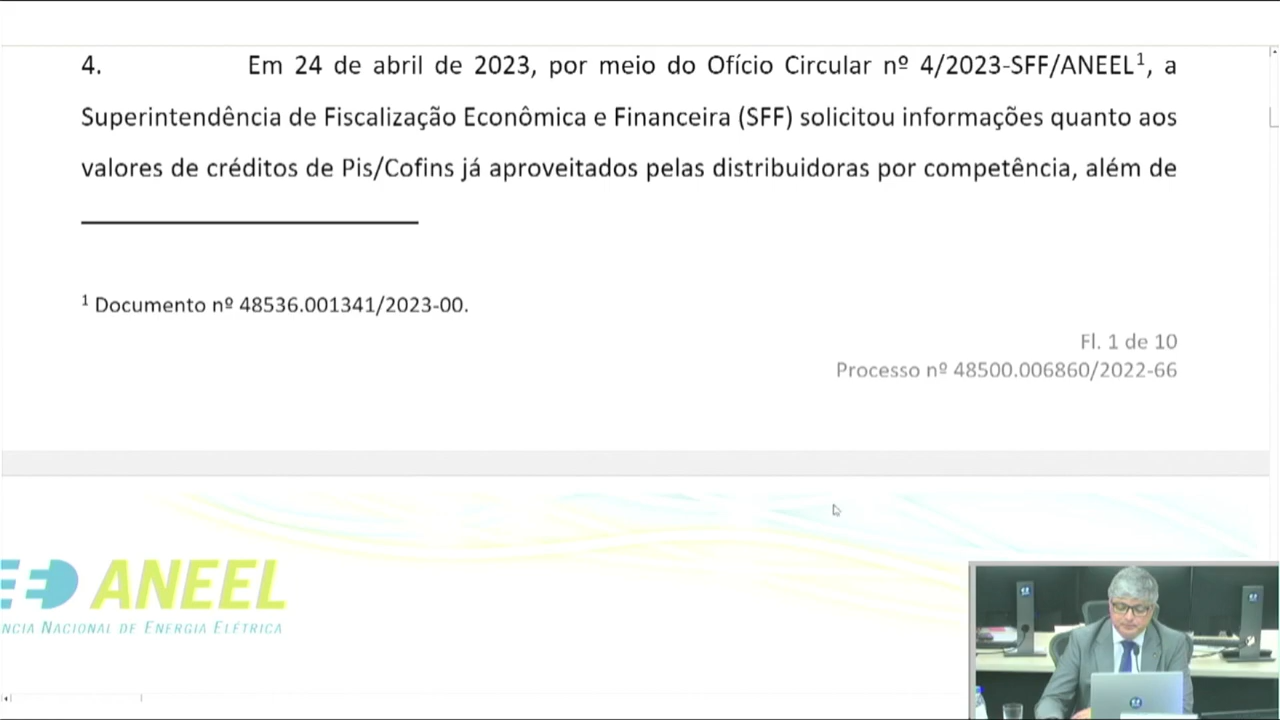 4. Em 24 de abril de 2023, por meio do Ofício Circular nº 4/2023-SFF/ANEEL¹, a
Superintendência de Fiscalização Econômica e Financeira (SFF) solicitou informações quanto aos
valores de créditos de Pis/Cofins já aproveitados pelas distribuidoras por competência, além de
¹ Documento nº 48536.001341/2023-00.
Fl. 1 de 10
Processo nº 48500.006860/2022-66
ANEEL
NCIA NACIONAL DE ENERGIA ELÉTRICA